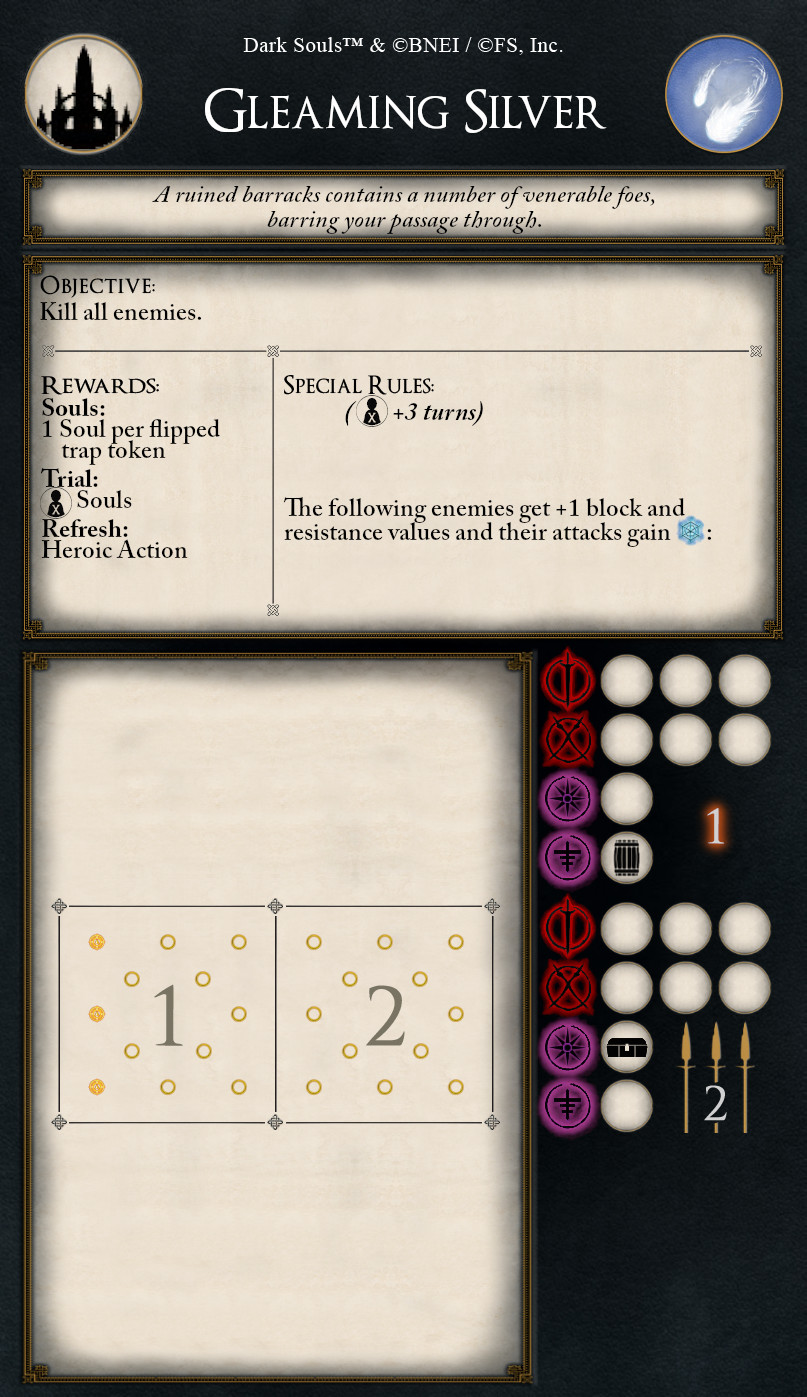 Dark Souls™ & ©BNEI / ©FS, Inc.
Gleaming Silver
A ruined barracks contains a number of venerable foes,
barring your passage through.
Objective:
Kill all enemies.
Rewards:
Souls:
1 Soul per flipped
trap token
Trial:
X Souls
Refresh:
Heroic Action
Special Rules:
(X +3 turns)
The following enemies get +1 block and
resistance values and their attacks gain :
1
2
1
2